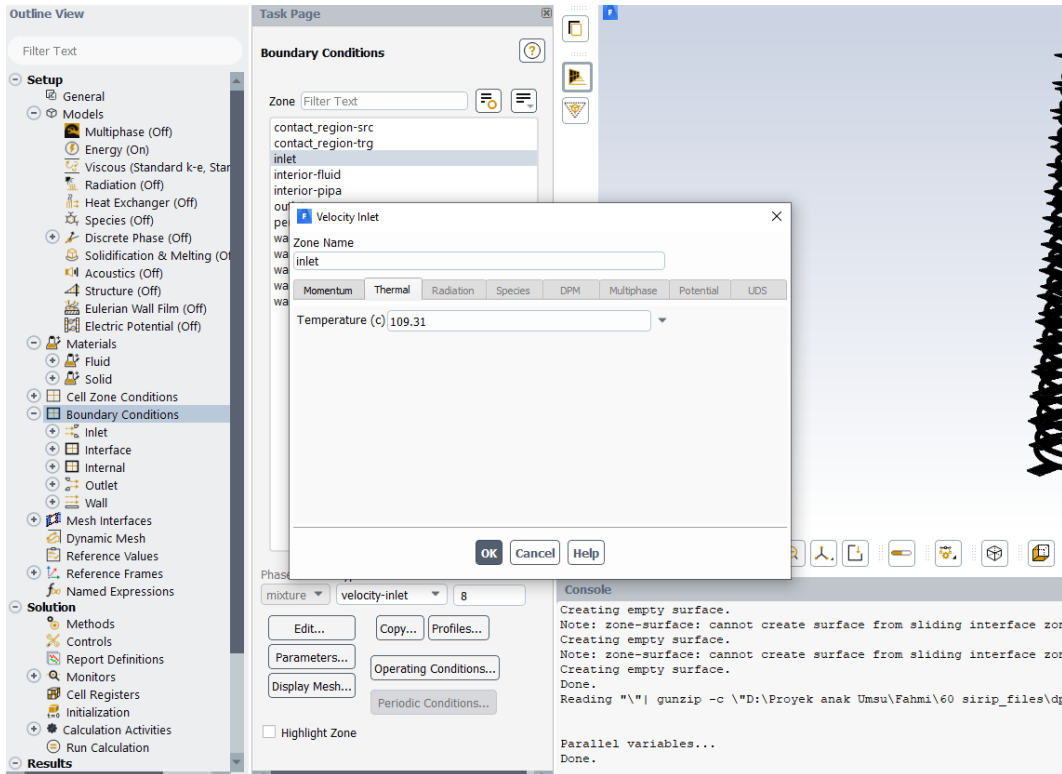 Outline View
Filter Text
Setup
General
Models
Multiphase (Off)
Energy (On)
Viscous (Standard k-e, Star
Radiation (Off)
Heat Exchanger (Off)
Species (Off)
Discrete Phase (Off)
Solidification & Melting (Of
Acoustics (Off)
Structure (Off)
Eulerian Wall Film (Off)
Electric Potential (Off)
Materials
Fluid
Solid
Cell Zone Conditions
Boundary Conditions
Inlet
Interface
Internal
Outlet
Wall
Mesh Interfaces
Dynamic Mesh
Reference Values
Reference Frames
Named Expressions
Solution
Methods
Controls
Report Definitions
Monitors
Cell Registers
Initialization
Calculation Activities
Run Calculation
Results
Task Page
Boundary Conditions
Zone Filter Text
contact_region-src
contact_region-trg
inlet
interior-fluid
interior-pipa
Velocity Inlet
Zone Name
inlet
Momentum Thermal Radiation Species DPM Multiphase Potential UDS
Temperature (c) 109.31
OK Cancel Help
Phase
mixture velocity-inlet 8
Edit... Copy... Profiles...
Parameters... Operating Conditions...
Display Mesh... Periodic Conditions...
Highlight Zone
Console
Creating empty surface.
Note: zone-surface: cannot create surface from sliding interface zon
Creating empty surface.
Note: zone-surface: cannot create surface from sliding interface zon
Creating empty surface.
Done.
Reading "\"| gunzip -c \"D:\Proyek anak Umsu\Fahmi\60 sirip_files\dp
Parallel variables...
Done.